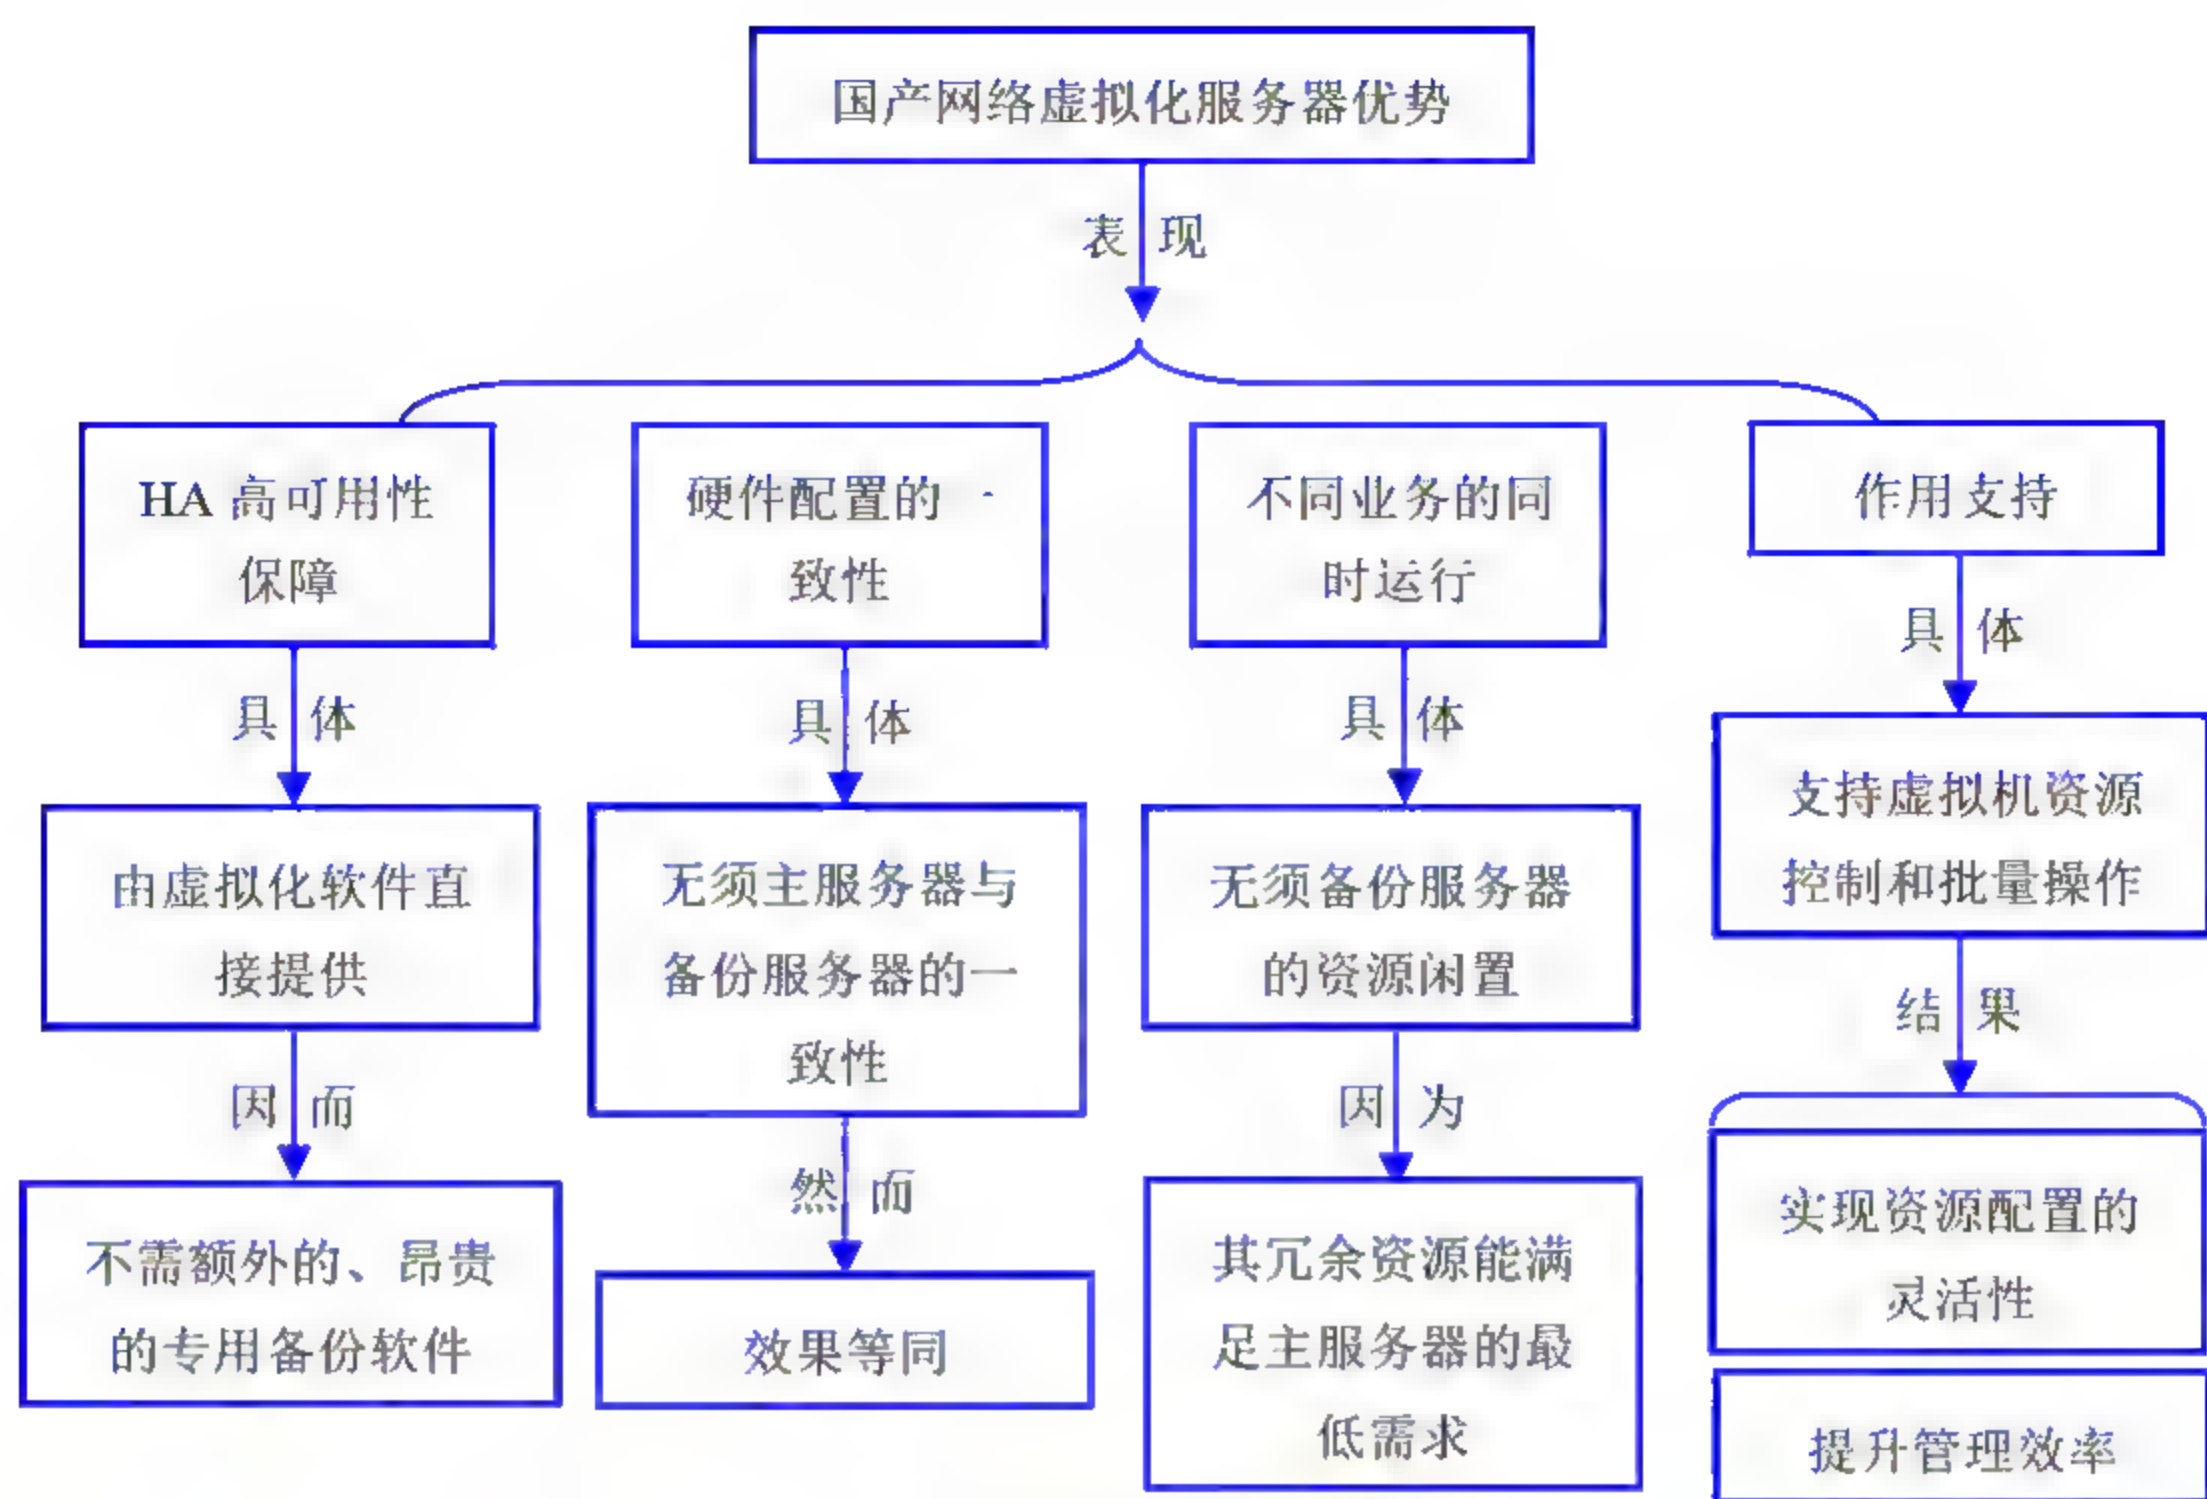 国产网络虚拟化服务器优势
表现
HA 高可用性
保障
硬件配置的一
致性
不同业务的同
时运行
作用支持
具体
具体
具体
具体
由虚拟化软件直
接提供
无须主服务器与
备份服务器的一
致性
无须备份服务器
的资源闲置
支持虚拟机资源
控制和批量操作
因而
然而
因为
结果
不需额外的、昂贵
的专用备份软件
效果等同
其冗余资源能满
足主服务器的最
低需求
实现资源配置的
灵活性
提升管理效率